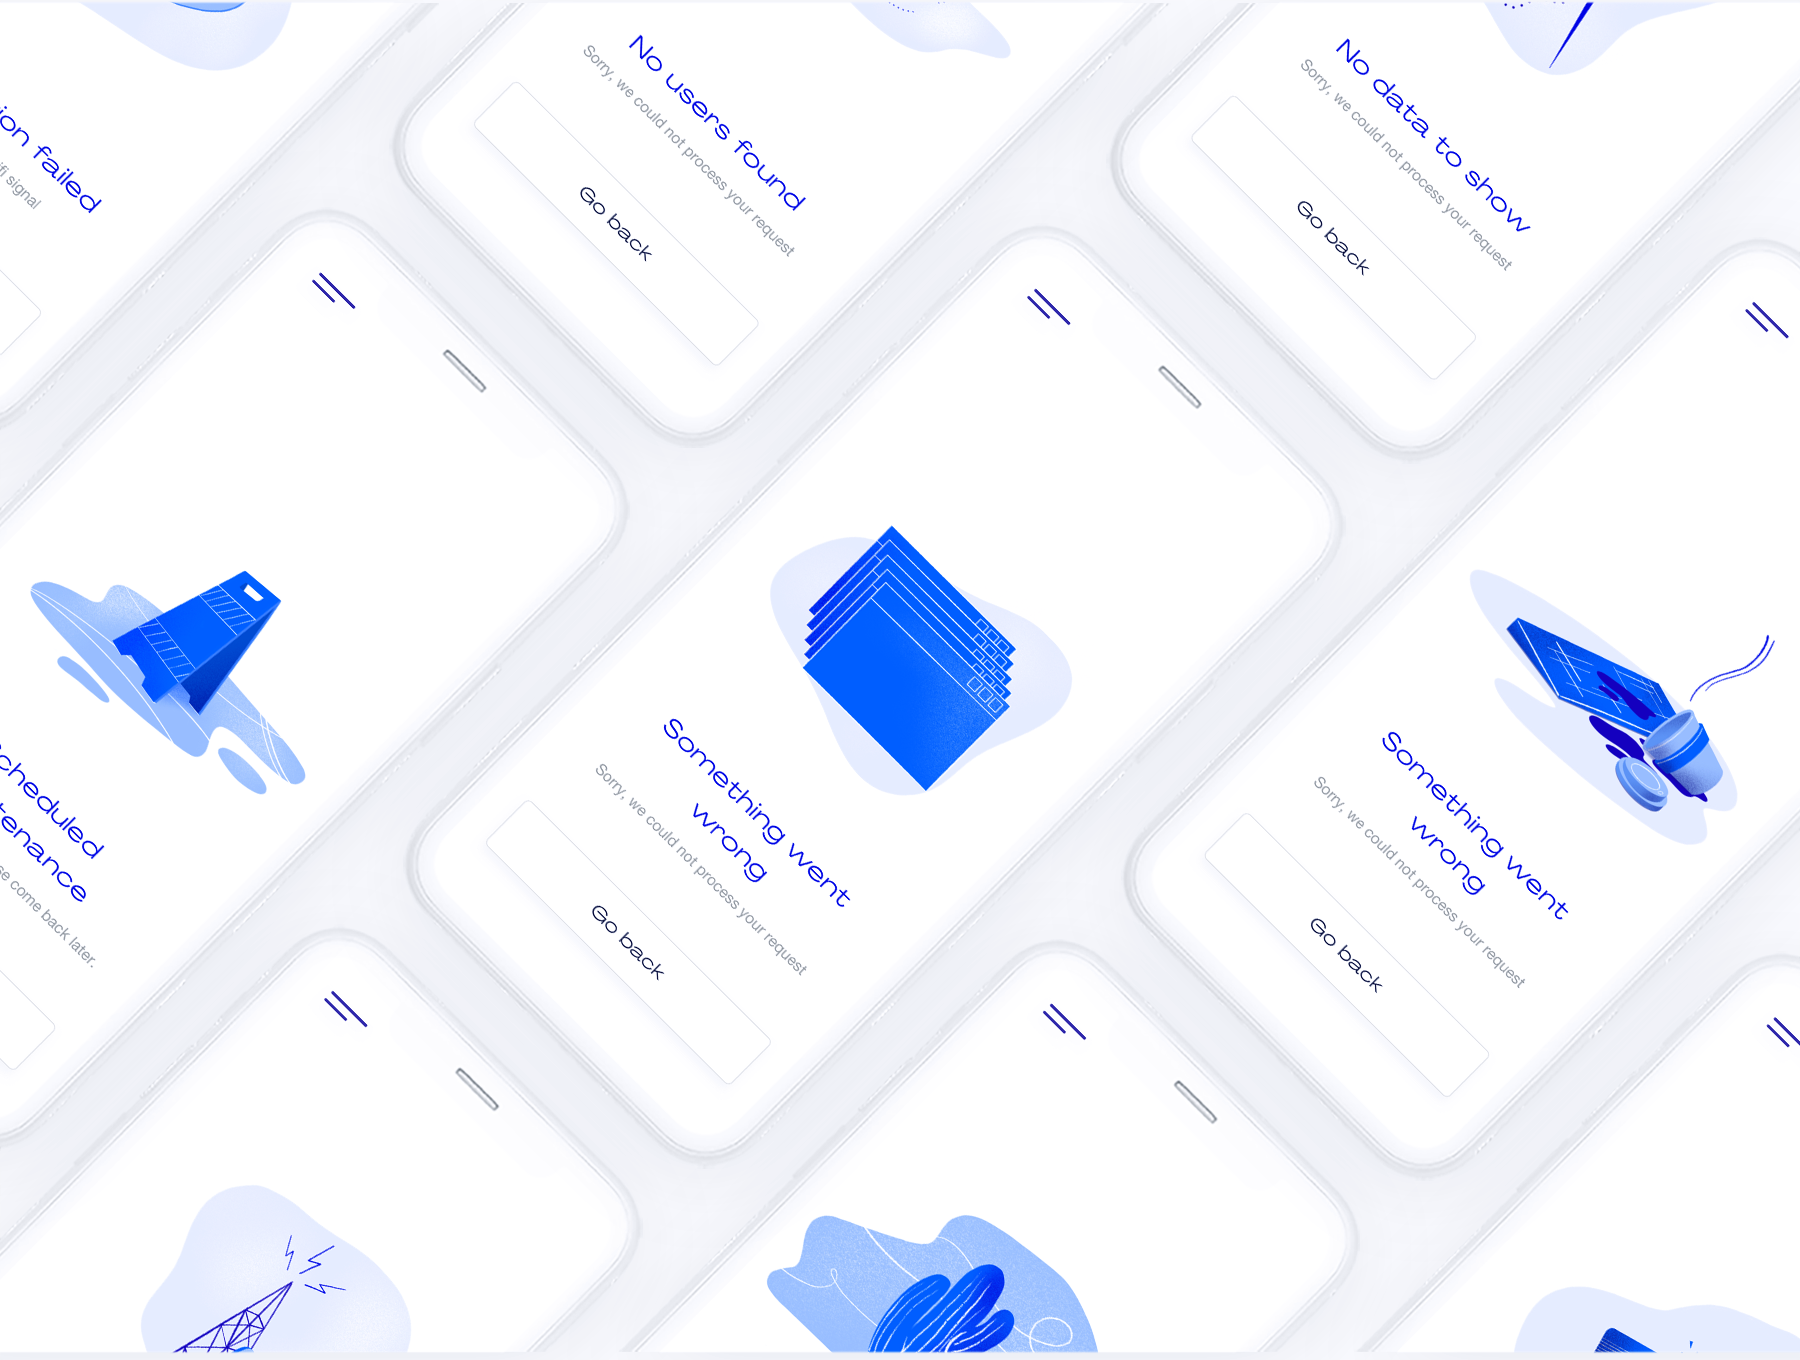 ion failed
ifi signal
No users found
Sorry, we could not process your request
Go back
No data to show
Sorry, we could not process your request
Go back
cheduled
tenance
se come back later.
Something went
wrong
Sorry, we could not process your request
Go back
Something went
wrong
Sorry, we could not process your request
Go back